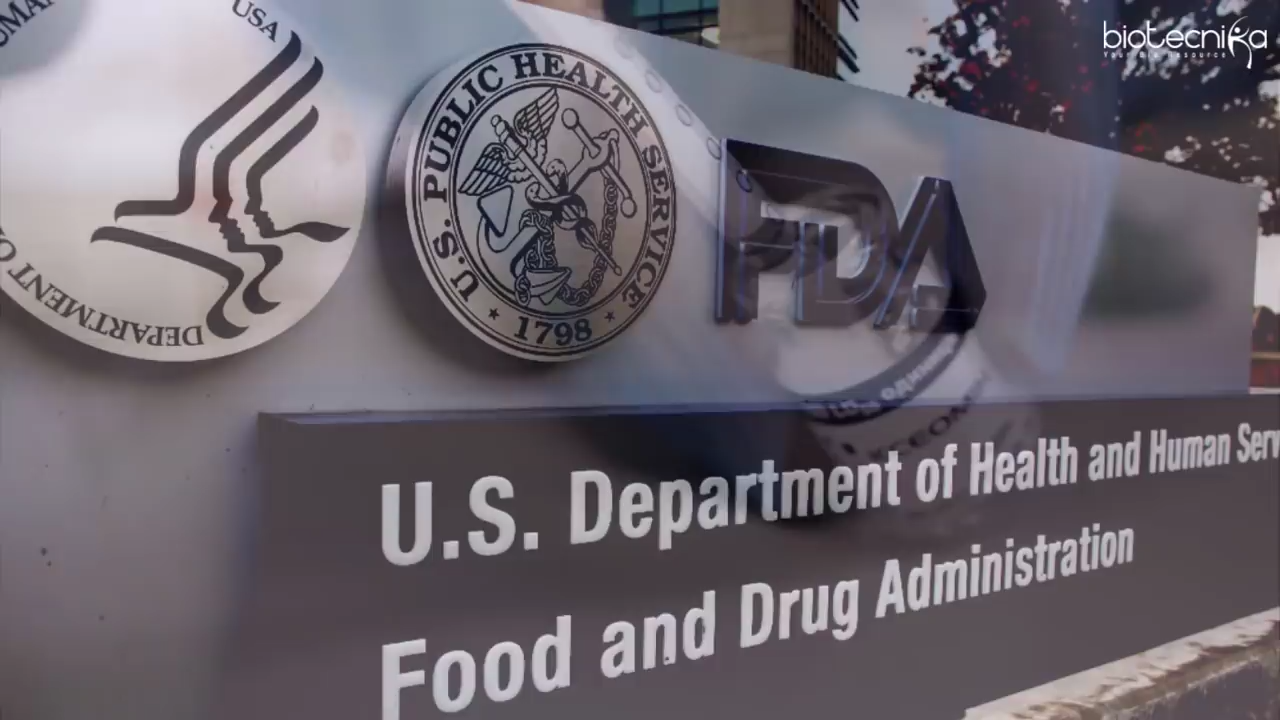 biotecnika
USA
DEPARTMENT O
U.S. PUBLIC HEALTH SERVICE
★ 1798 ★
FDA
U.S. Department of Health and Human Serv
Food and Drug Administration